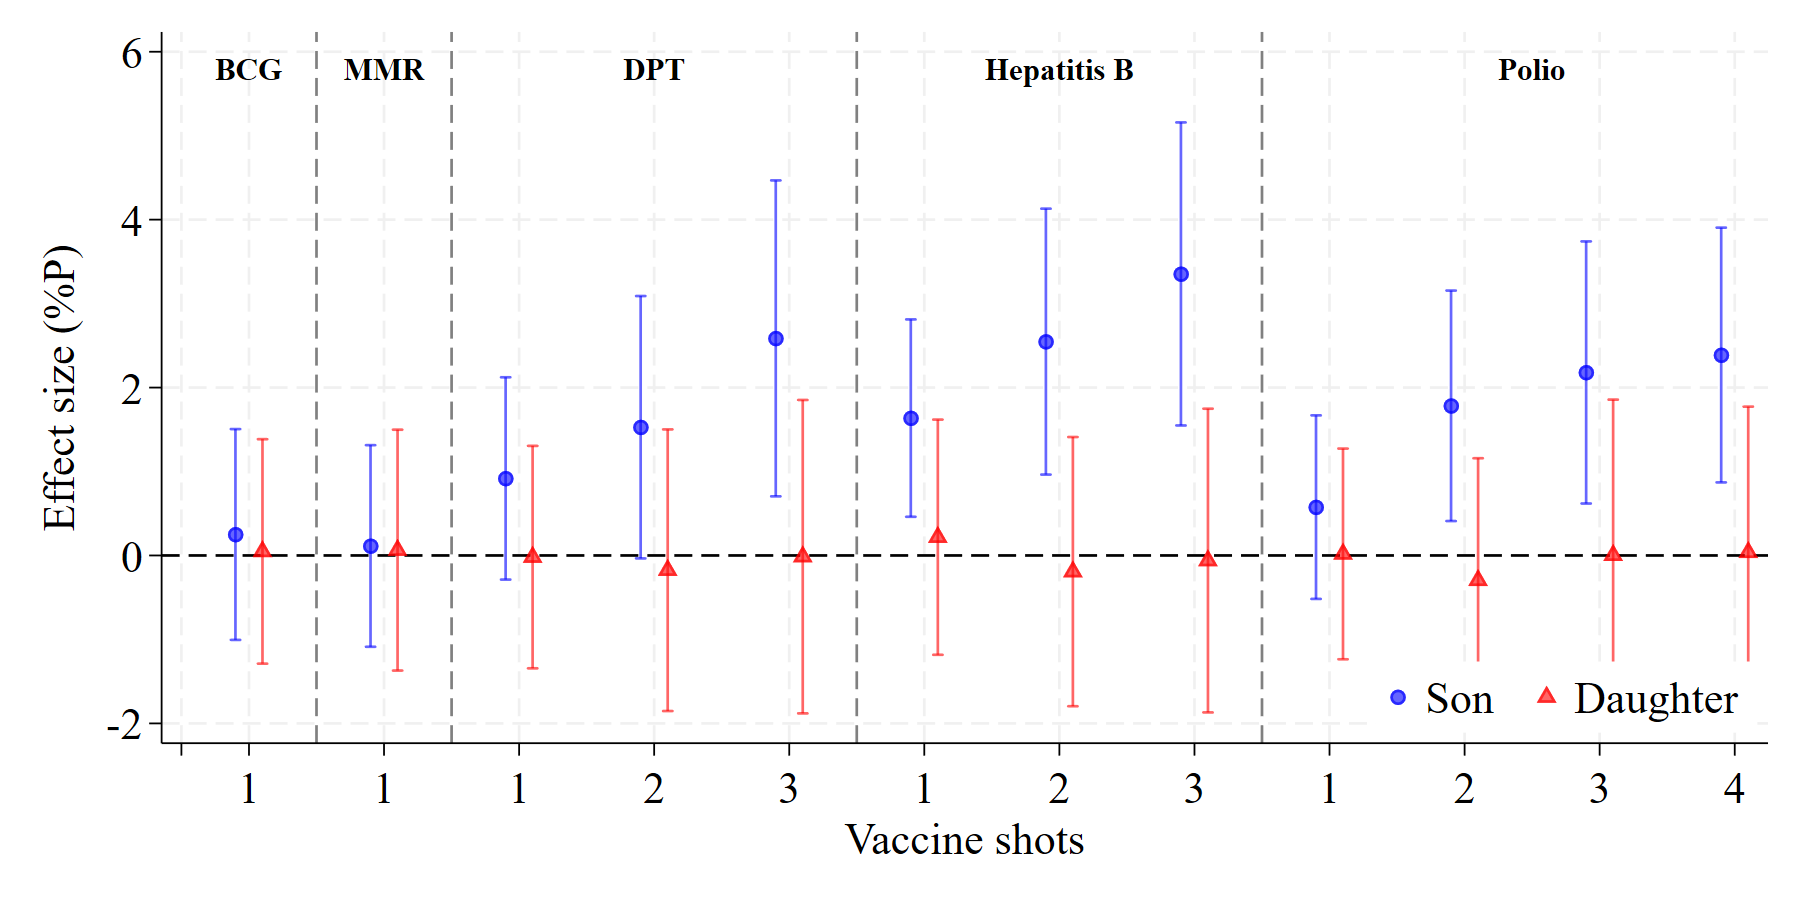 BCG MMR DPT Hepatitis B Polio
6
4
2
0
-2
Effect size (%P)
Son Daughter
1 1 1 2 3 1 2 3 1 2 3 4
Vaccine shots